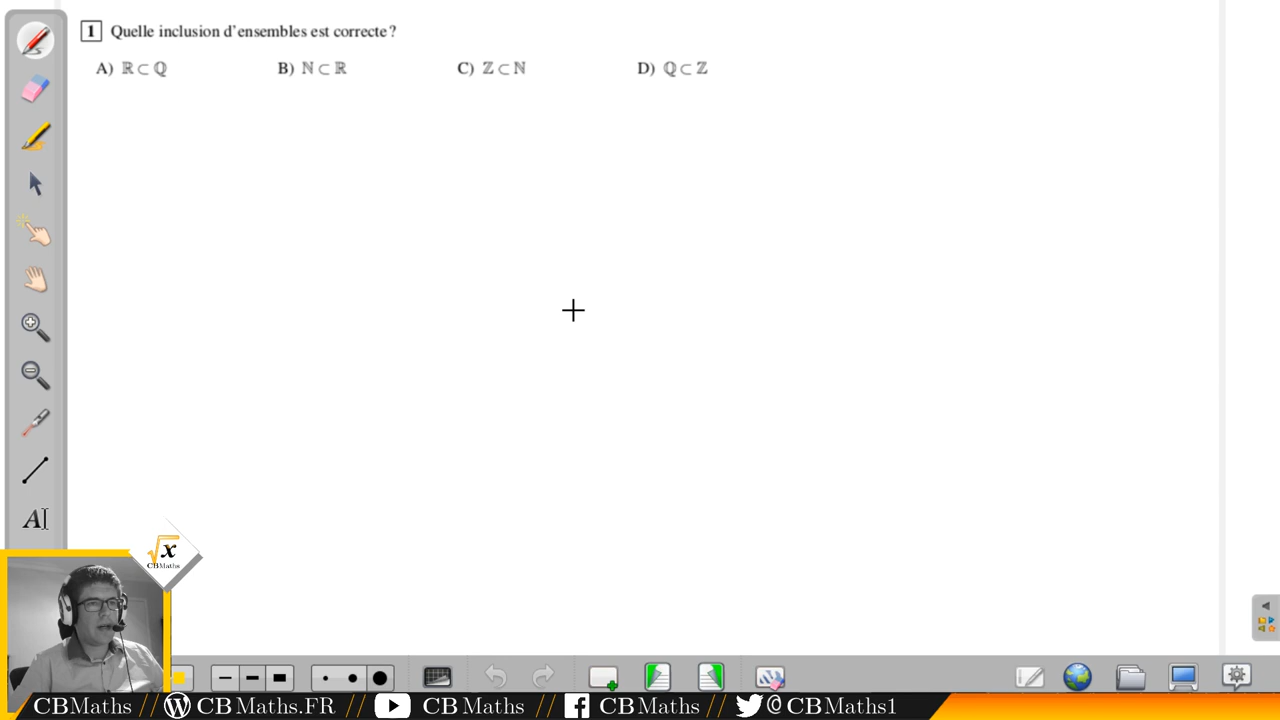 1 Quelle inclusion d'ensembles est correcte ?
A) ℝ ⊂ ℚ B) ℕ ⊂ ℝ C) ℤ ⊂ ℕ D) ℚ ⊂ ℤ
A
√x
CBMaths
CBMaths // CBMaths.FR // CBMaths // CBMaths // @CBMaths1